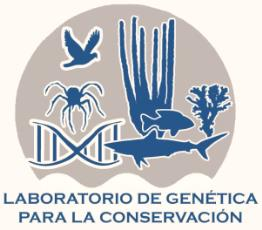 LABORATORIO DE GENÉTICA
PARA LA CONSERVACIÓN